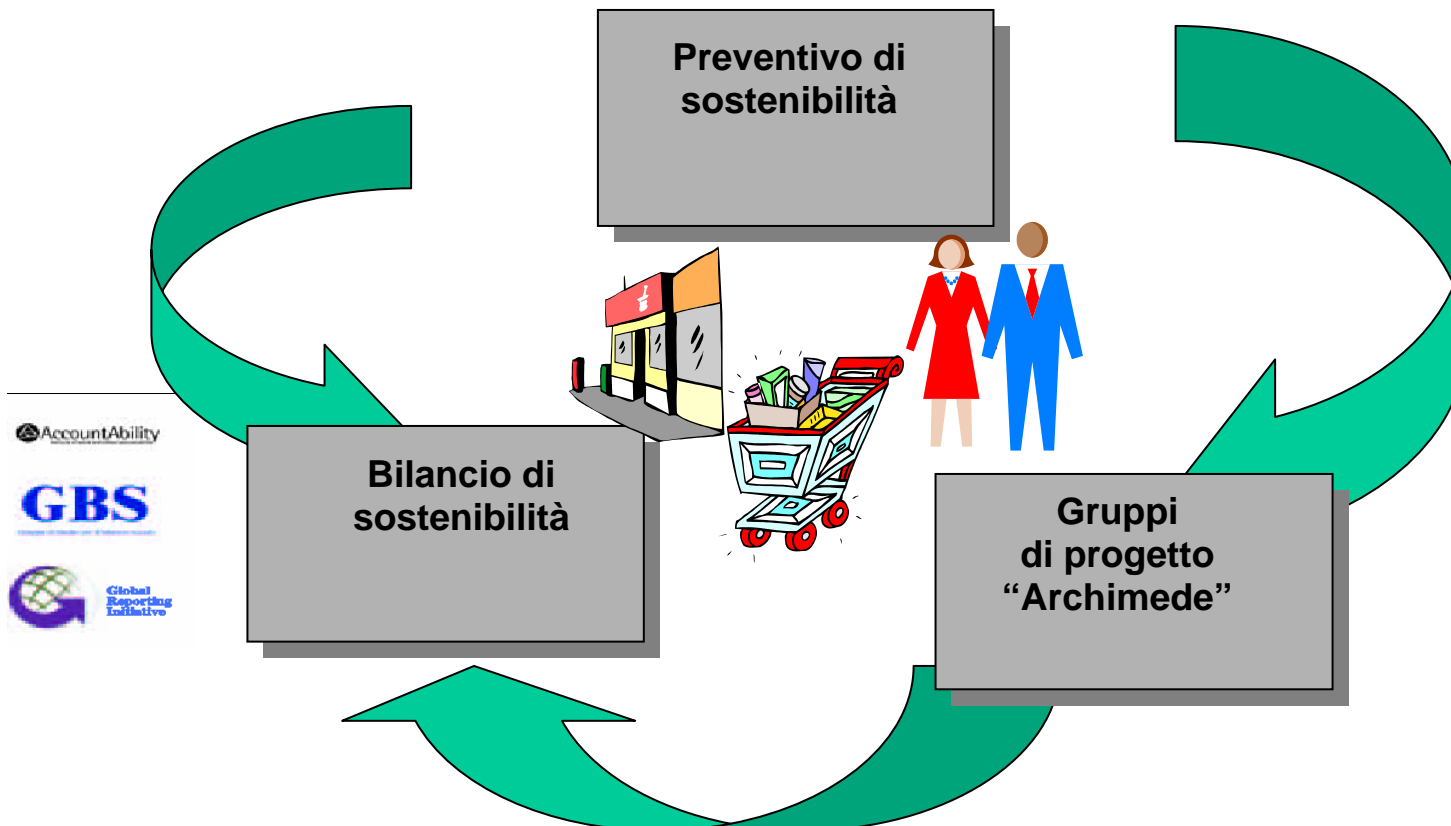 Preventivo di
sostenibilità
AccountAbility
GBS
Global
Reporting
Initiative
Bilancio di
sostenibilità
Gruppi
di progetto
“Archimede”